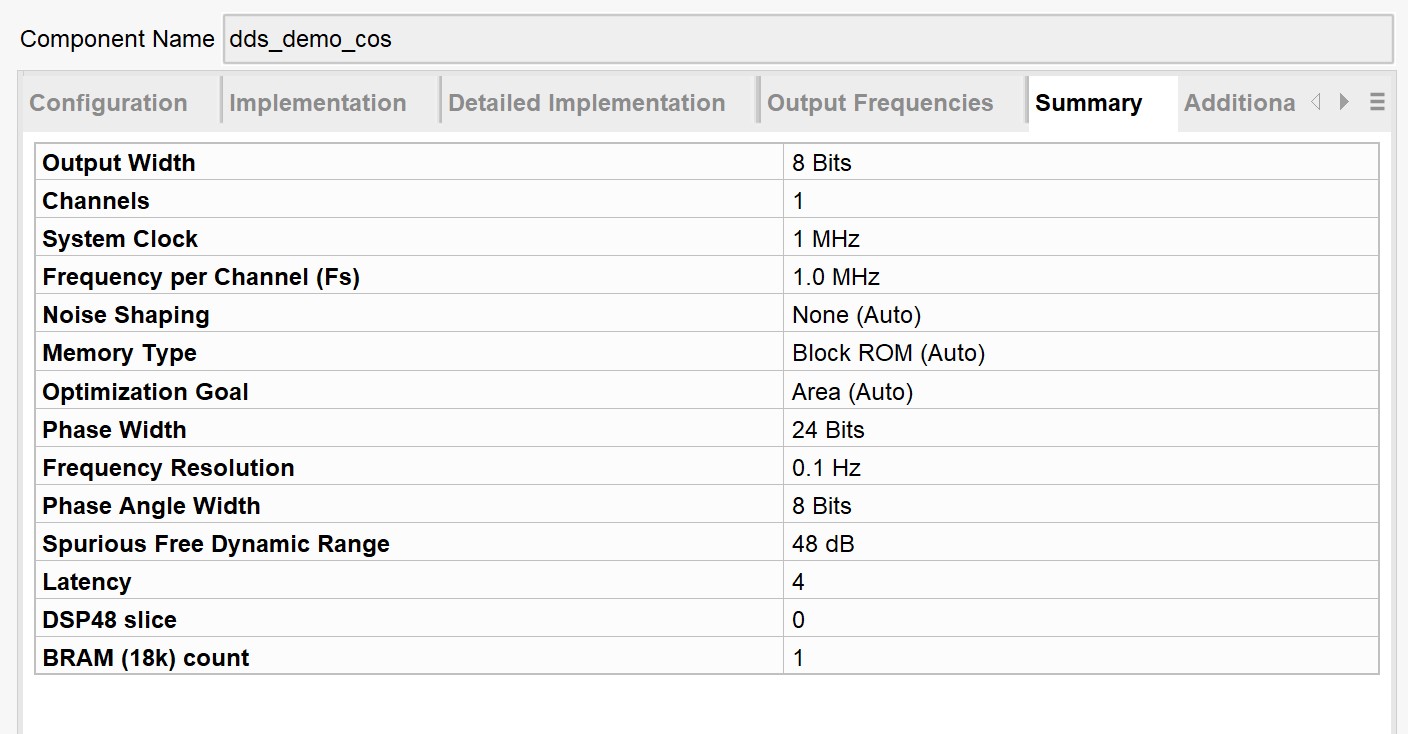 Component Name dds_demo_cos
Configuration Implementation Detailed Implementation Output Frequencies Summary Additiona
Output Width 8 Bits
Channels 1
System Clock 1 MHz
Frequency per Channel (Fs) 1.0 MHz
Noise Shaping None (Auto)
Memory Type Block ROM (Auto)
Optimization Goal Area (Auto)
Phase Width 24 Bits
Frequency Resolution 0.1 Hz
Phase Angle Width 8 Bits
Spurious Free Dynamic Range 48 dB
Latency 4
DSP48 slice 0
BRAM (18k) count 1